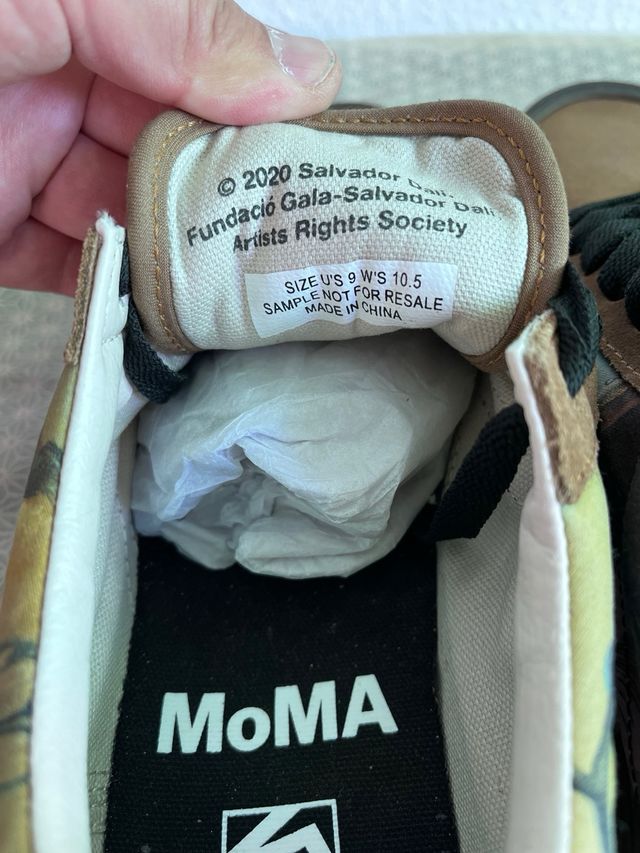 © 2020 Salvador Dalí.
Fundació Gala-Salvador Dalí.
Artists Rights Society
SIZE U'S 9 W'S 10.5
SAMPLE NOT FOR RESALE
MADE IN CHINA
MoMA